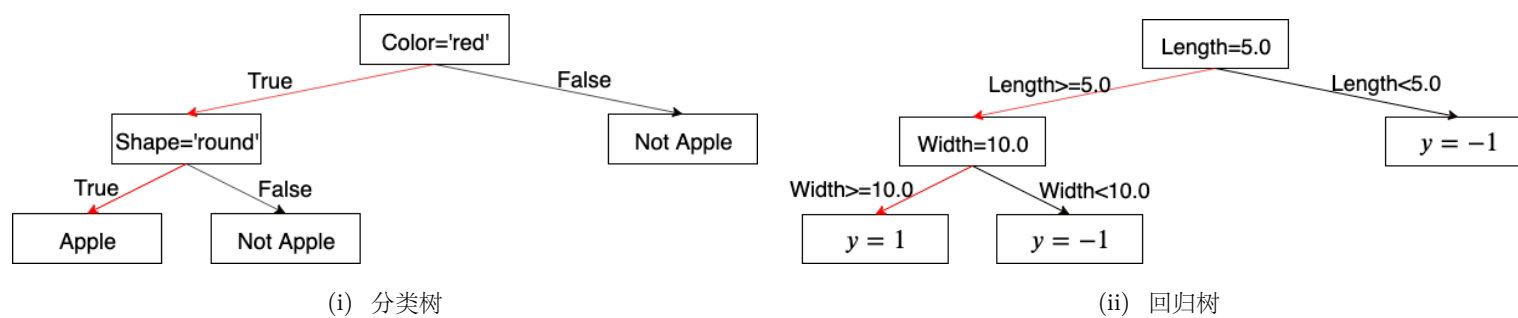 Color='red'
True
False
Shape='round'
Not Apple
True
False
Apple
Not Apple
(i) 分类树
Length=5.0
Length>=5.0
Length<5.0
Width=10.0
y = −1
Width>=10.0
Width<10.0
y = 1
y = −1
(ii) 回归树